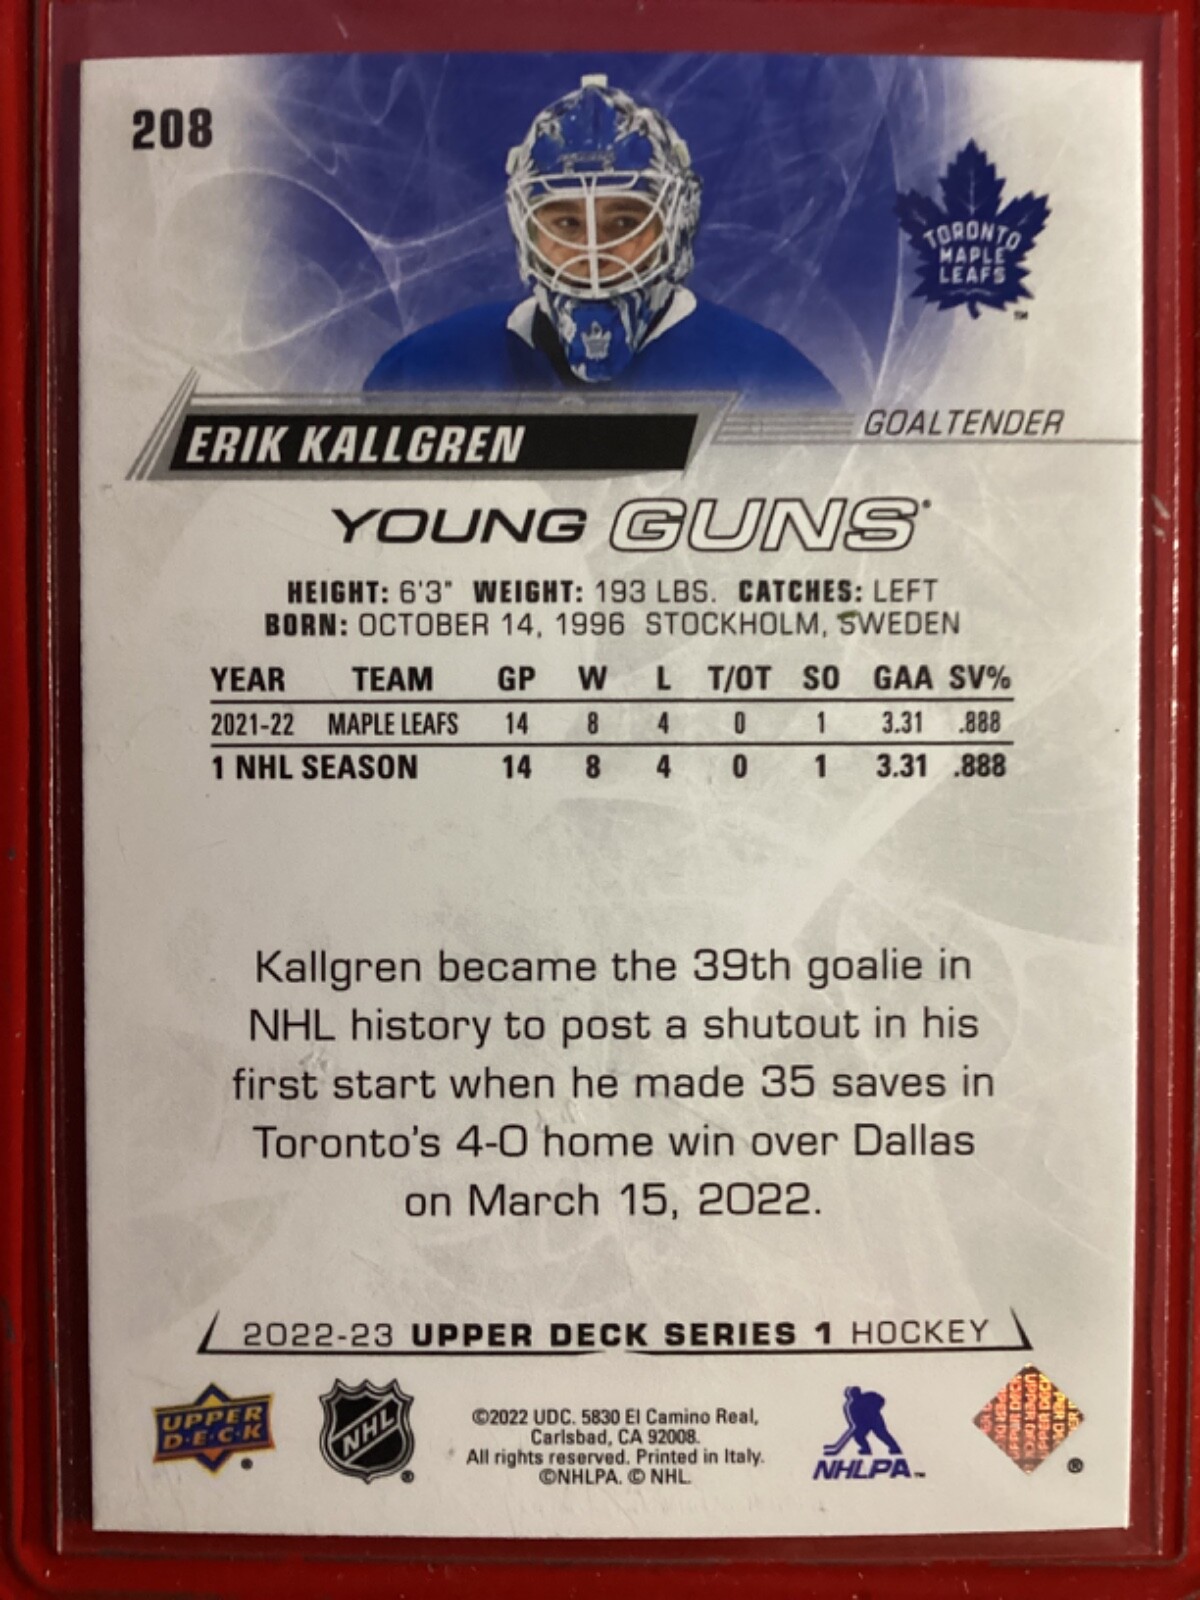 208
TORONTO
MAPLE
LEAFS
TM
ERIK KALLGREN
GOALTENDER
YOUNG GUNS®
HEIGHT: 6'3" WEIGHT: 193 LBS. CATCHES: LEFT
BORN: OCTOBER 14, 1996 STOCKHOLM, SWEDEN
YEAR TEAM GP W L T/OT SO GAA SV%
2021-22 MAPLE LEAFS 14 8 4 0 1 3.31 .888
1 NHL SEASON 14 8 4 0 1 3.31 .888
Kallgren became the 39th goalie in
NHL history to post a shutout in his
first start when he made 35 saves in
Toronto's 4-0 home win over Dallas
on March 15, 2022.
2022-23 UPPER DECK SERIES 1 HOCKEY
UPPER
D·E·C·K
®
NHL
®
©2022 UDC. 5830 El Camino Real,
Carlsbad, CA 92008.
All rights reserved. Printed in Italy.
©NHLPA. © NHL.
NHLPA™
®